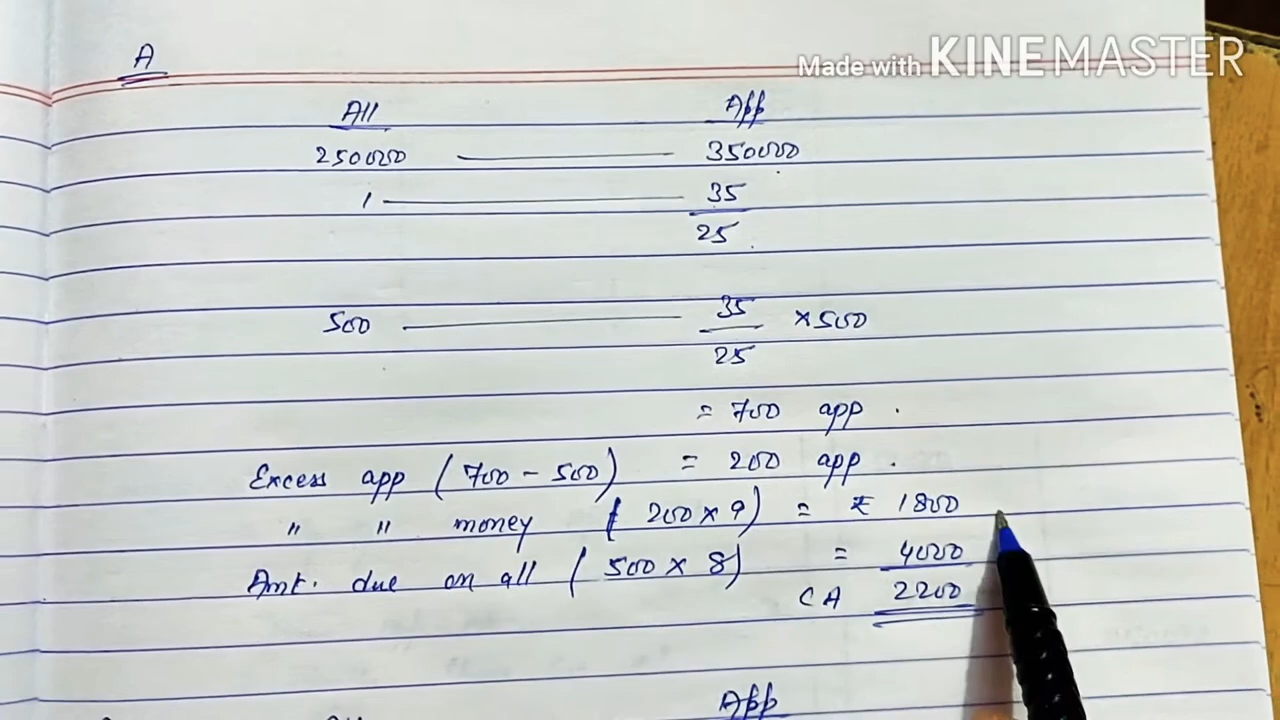 Made with KINEMASTER
A
All App
250000 — 350000
1 — 35/25
500 — 35/25 ×500
= 700 app .
Excess app (700 - 500) = 200 app .
" " money (200 × 9) = ₹ 1800
Amt. due on all (500 × 8) = 4000
CA 2200
App